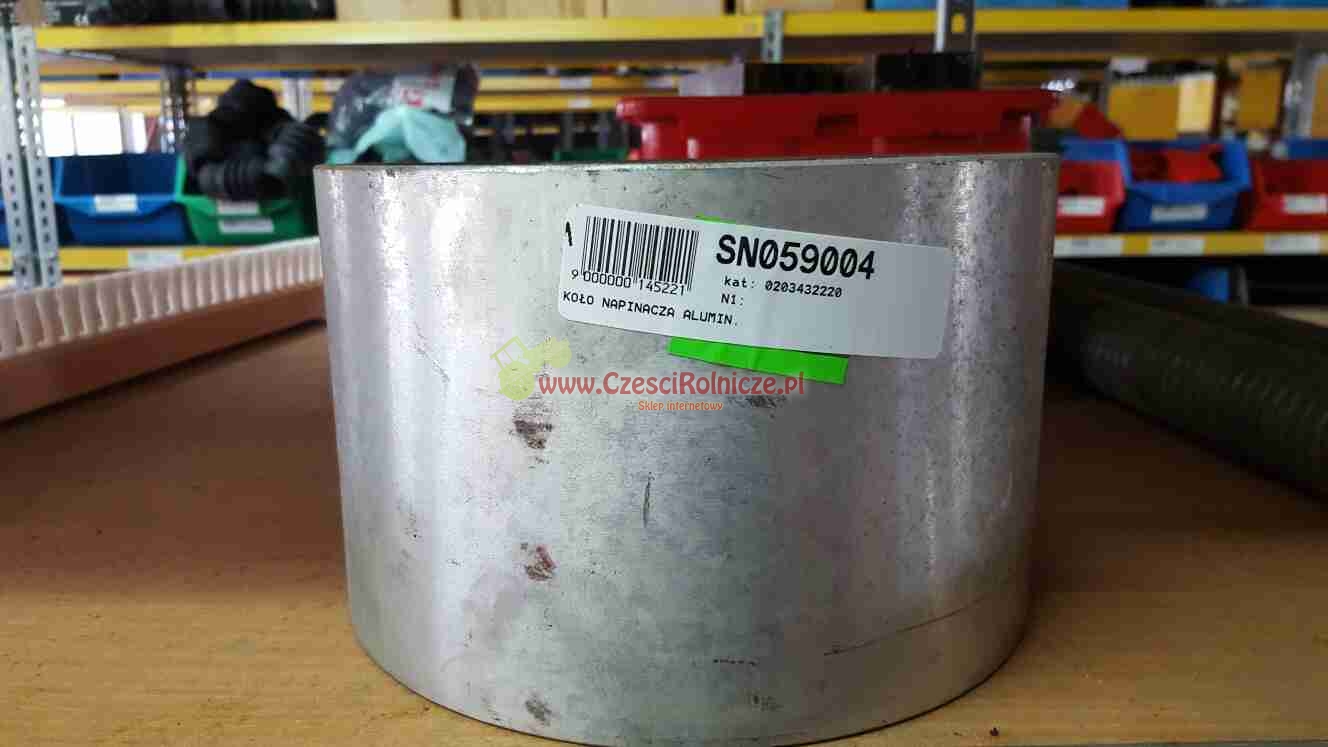 SN059004
9 000000 145221
kat: 0203432220
N1:
KOŁO NAPINACZA ALUMIN.
www.CzesciRolnicze.pl
Sklep internetowy